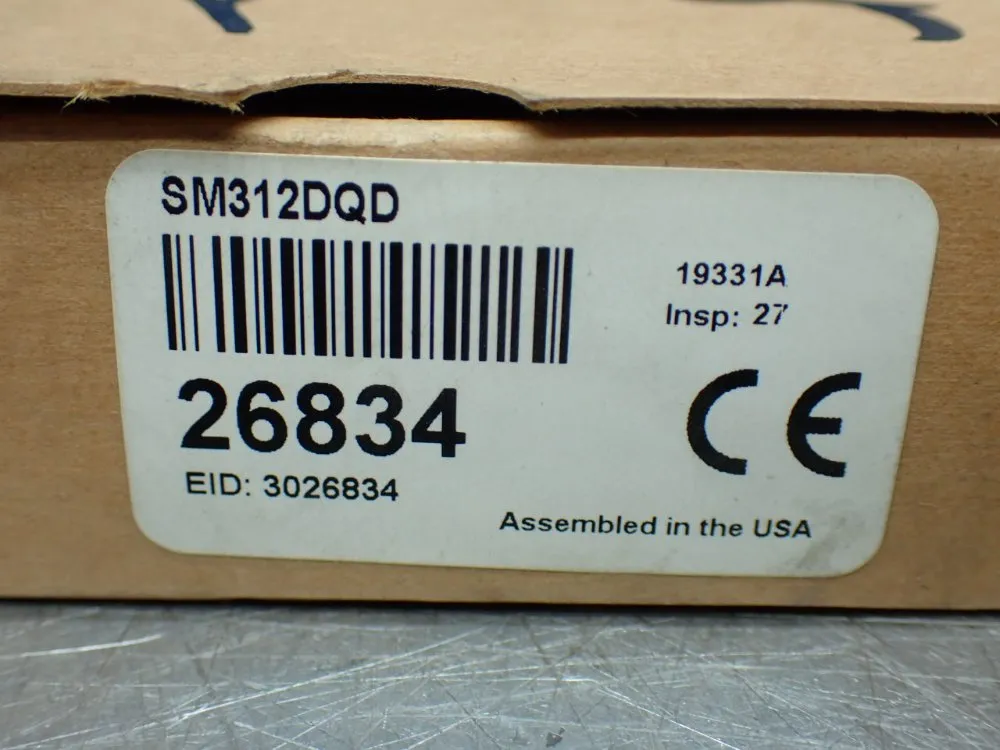 SM312DQD
19331A
Insp: 27
26834
EID: 3026834
CE
Assembled in the USA